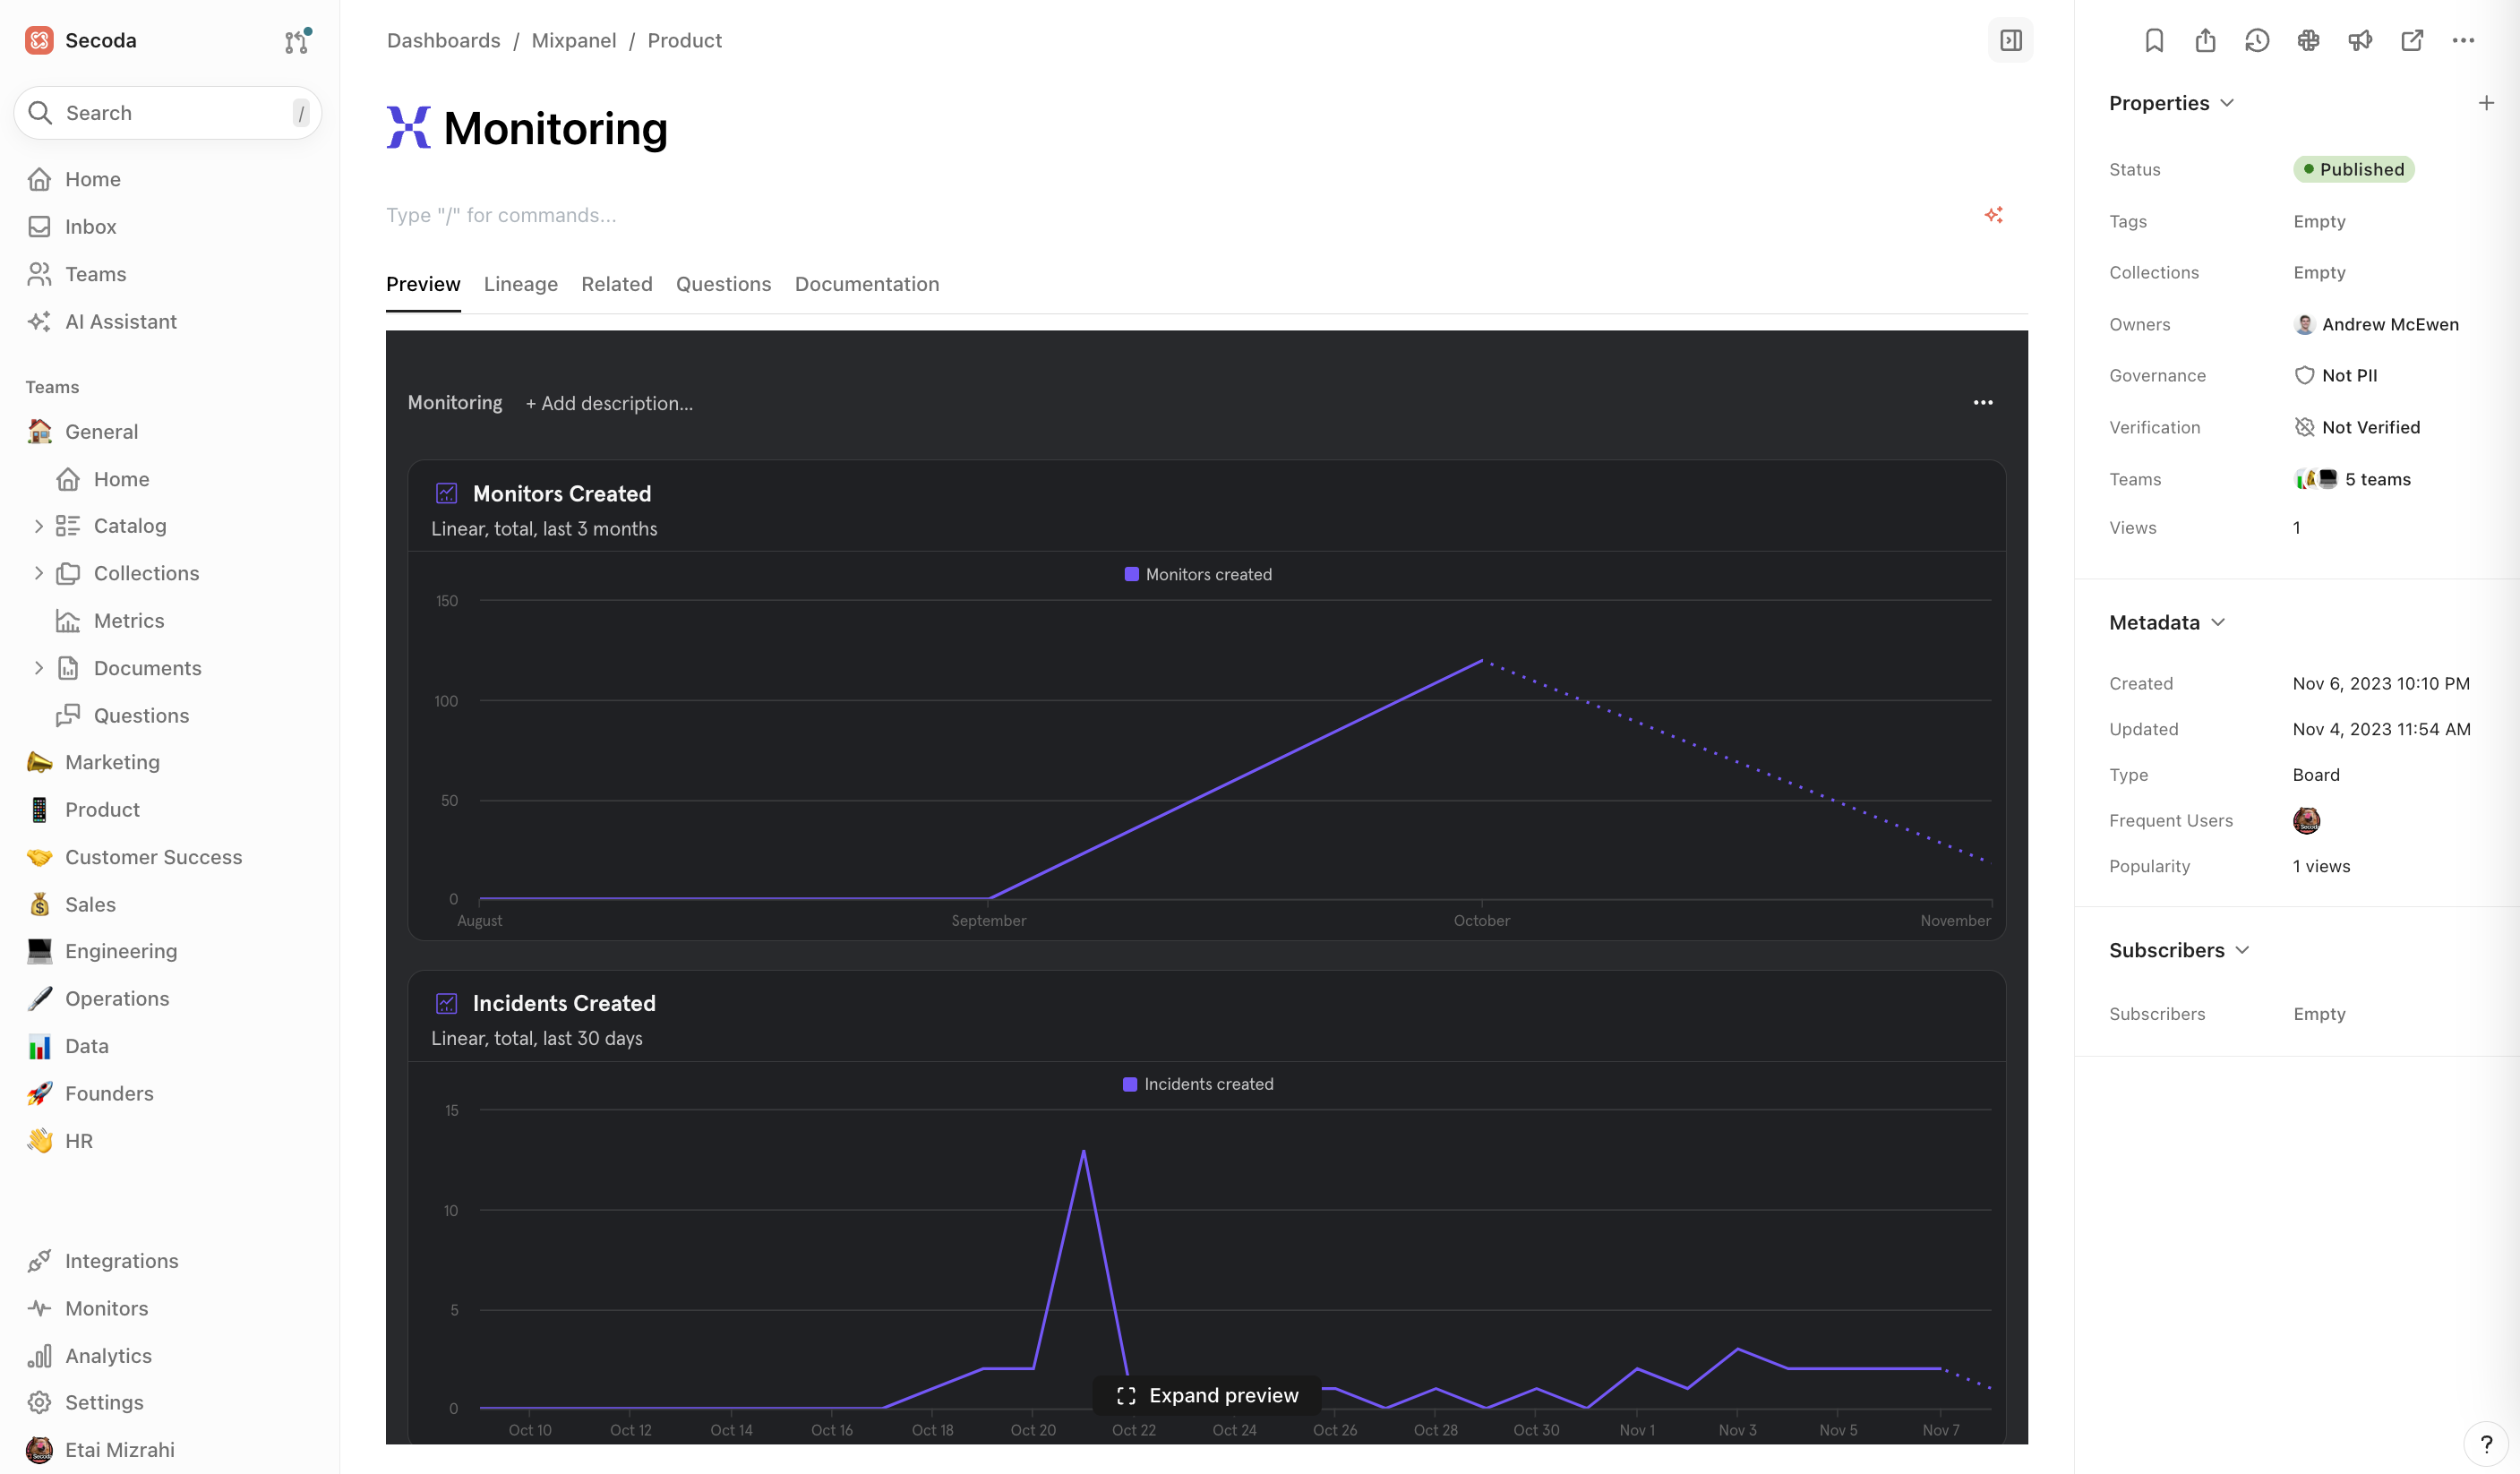 Secoda
Search /
Home
Inbox
Teams
AI Assistant
Teams
General
Home
Catalog
Collections
Metrics
Documents
Questions
Marketing
Product
Customer Success
Sales
Engineering
Operations
Data
Founders
HR
Integrations
Monitors
Analytics
Settings
Etai Mizrahi
Dashboards / Mixpanel / Product
Monitoring
Type "/" for commands...
Preview Lineage Related Questions Documentation
Monitoring + Add description...
Monitors Created
Linear, total, last 3 months
Monitors created
150
100
50
0
August September October November
Incidents Created
Linear, total, last 30 days
Incidents created
15
10
5
0
Expand preview
Oct 10 Oct 12 Oct 14 Oct 16 Oct 18 Oct 20 Oct 22 Oct 24 Oct 26 Oct 28 Oct 30 Nov 1 Nov 3 Nov 5 Nov 7
Properties
Status Published
Tags Empty
Collections Empty
Owners Andrew McEwen
Governance Not PII
Verification Not Verified
Teams 5 teams
Views 1
Metadata
Created Nov 6, 2023 10:10 PM
Updated Nov 4, 2023 11:54 AM
Type Board
Frequent Users
Popularity 1 views
Subscribers
Subscribers Empty
?